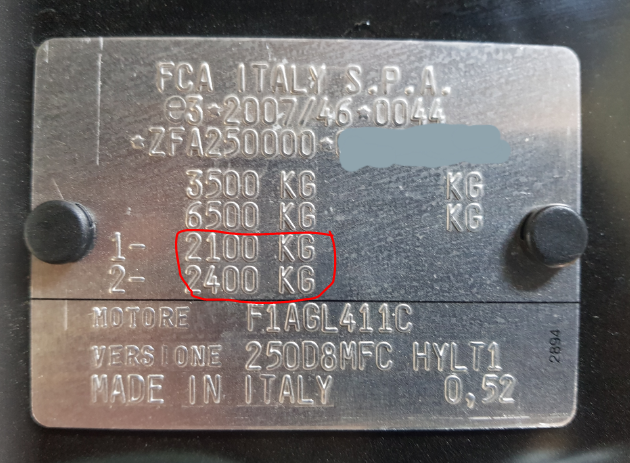 FCA ITALY S.P.A.
e3*2007/46*0044
*ZFA250000*
3500 KG KG
6500 KG KG
1- 2100 KG
2- 2400 KG
MOTORE F1AGL411C
VERSIONE 250D8MFC HYLT1
MADE IN ITALY 0,52
2894